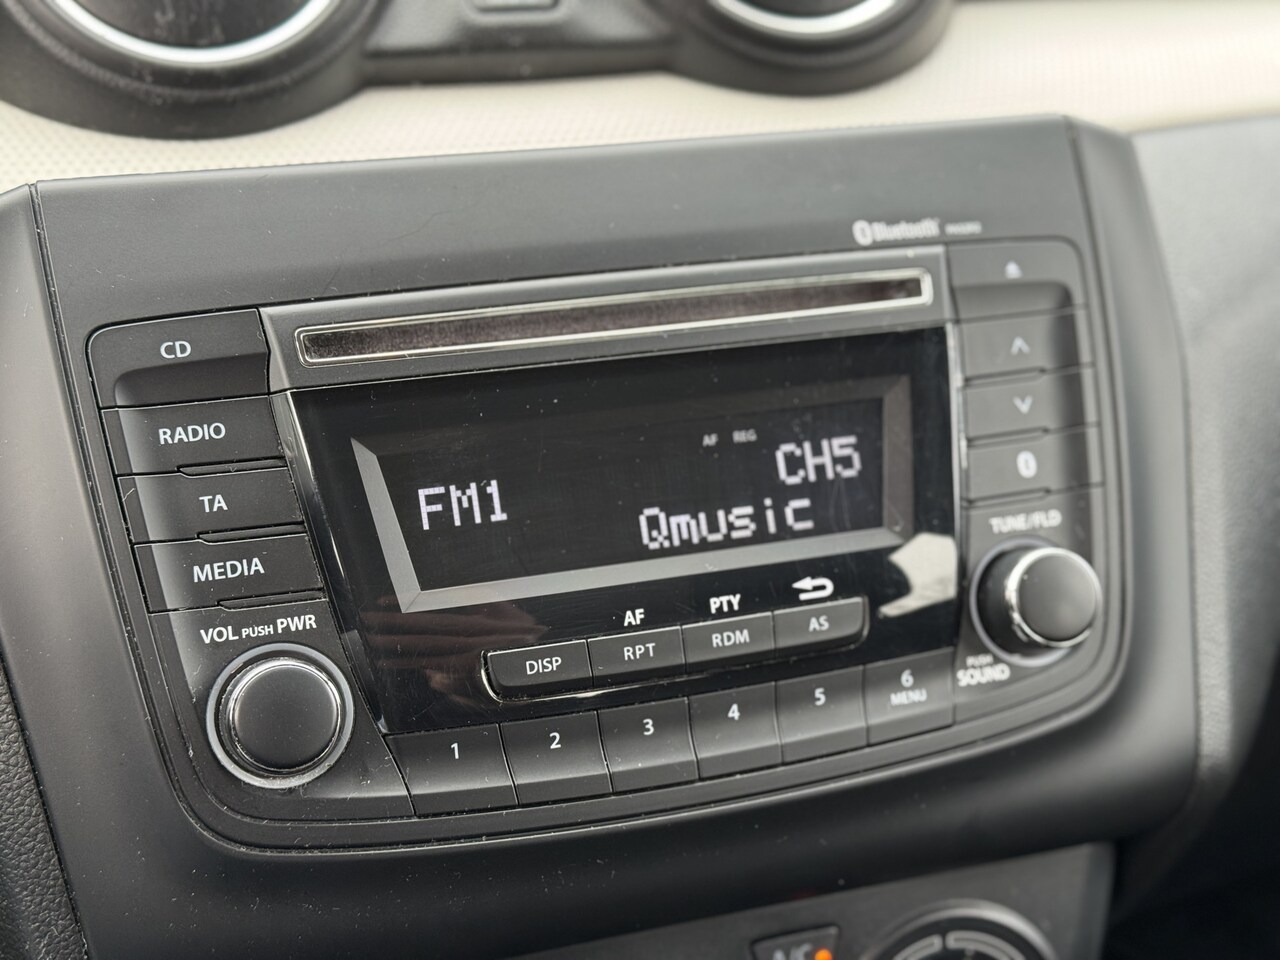 Bluetooth
CD
RADIO
TA
MEDIA
VOL PUSH PWR
AF REG
FM1
CH5
Qmusic
AF
PTY
DISP
RPT
RDM
AS
1
2
3
4
5
6
MENU
TUNE/FLD
PUSH
SOUND
A/C